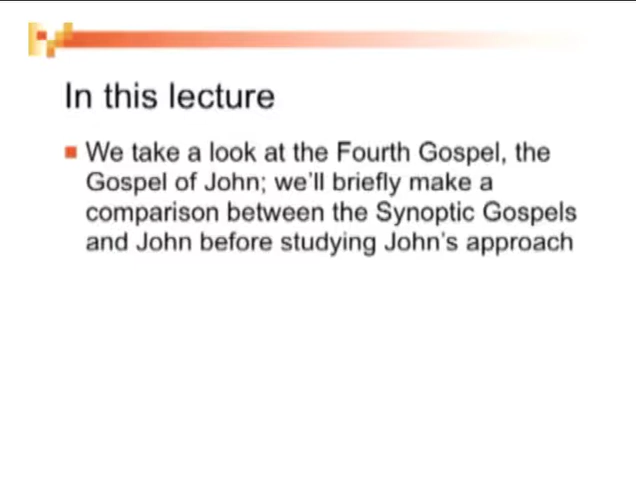 In this lecture
We take a look at the Fourth Gospel, the
Gospel of John; we'll briefly make a
comparison between the Synoptic Gospels
and John before studying John's approach